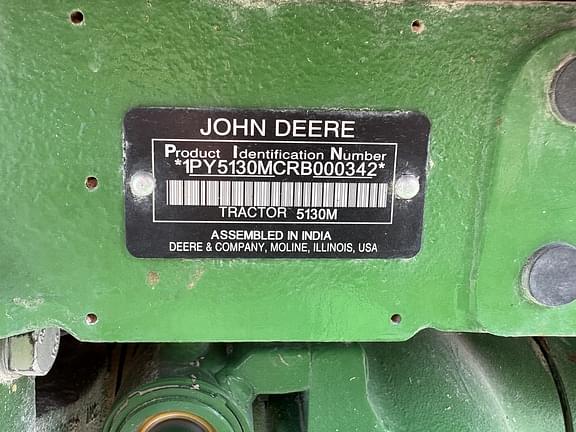 JOHN DEERE
Product Identification Number
*1PY5130MCRB000342*
TRACTOR 5130M
ASSEMBLED IN INDIA
DEERE & COMPANY, MOLINE, ILLINOIS, USA